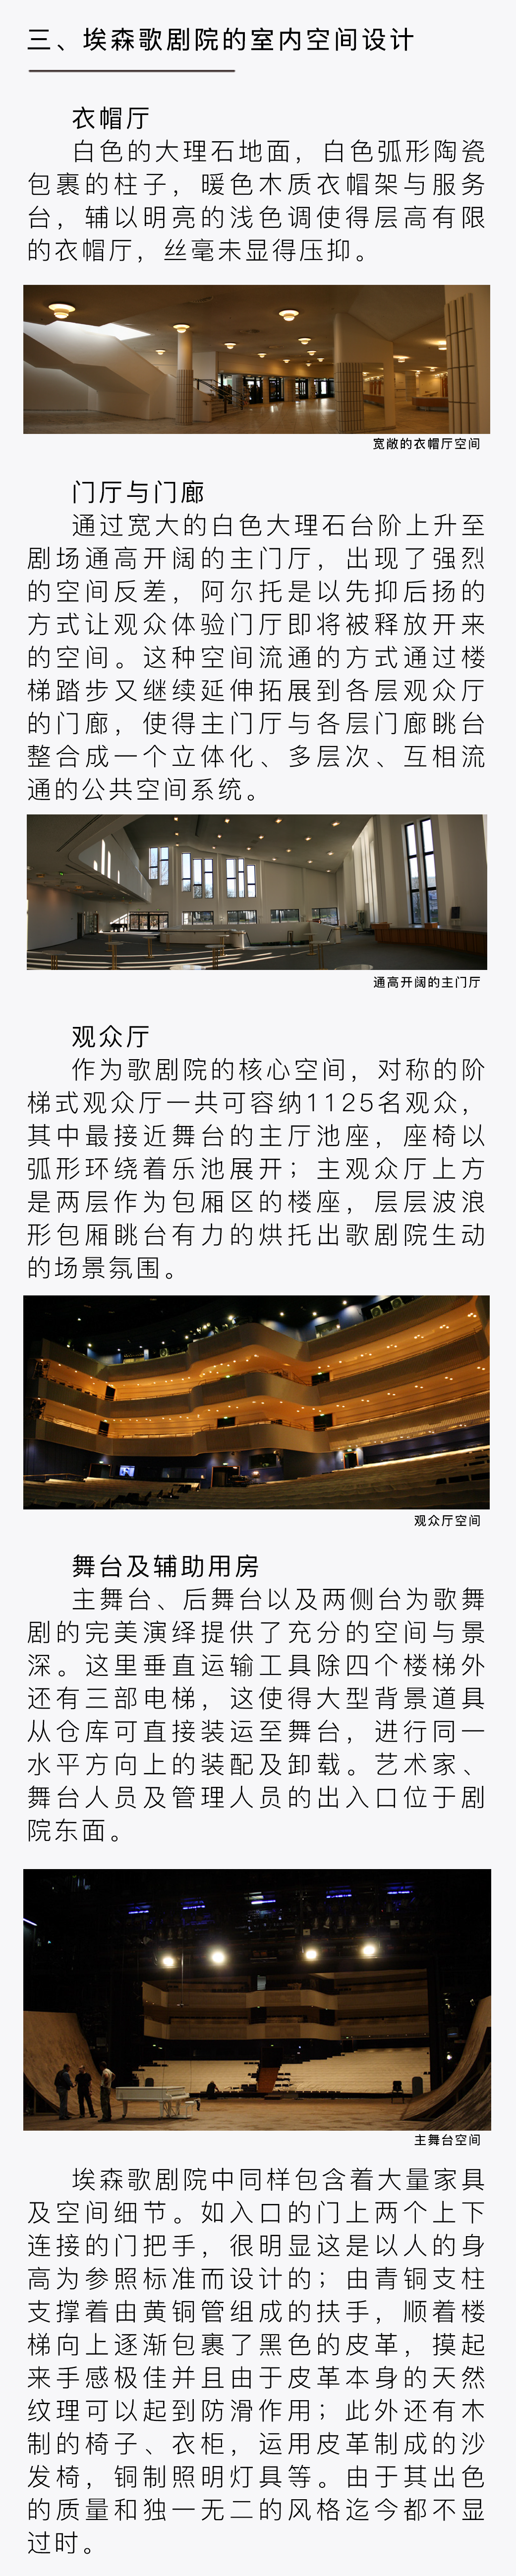 三、埃森歌剧院的室内空间设计
衣帽厅
白色的大理石地面，白色弧形陶瓷
包裹的柱子，暖色木质衣帽架与服务
台，辅以明亮的浅色调使得层高有限
的衣帽厅，丝毫未显得压抑。
宽敞的衣帽厅空间
门厅与门廊
通过宽大的白色大理石台阶上升至
剧场通高开阔的主门厅，出现了强烈
的空间反差，阿尔托是以先抑后扬的
方式让观众体验门厅即将被释放开来
的空间。这种空间流通的方式通过楼
梯踏步又继续延伸拓展到各层观众厅
的门廊，使得主门厅与各层门廊眺台
整合成一个立体化、多层次、互相流
通的公共空间系统。
通高开阔的主门厅
观众厅
作为歌剧院的核心空间，对称的阶
梯式观众厅一共可容纳1125名观众，
其中最接近舞台的主厅池座，座椅以
弧形环绕着乐池展开；主观众厅上方
是两层作为包厢区的楼座，层层波浪
形包厢眺台有力的烘托出歌剧院生动
的场景氛围。
观众厅空间
舞台及辅助用房
主舞台、后舞台以及两侧台为歌舞
剧的完美演绎提供了充分的空间与景
深。这里垂直运输工具除四个楼梯外
还有三部电梯，这使得大型背景道具
从仓库可直接装运至舞台，进行同一
水平方向上的装配及卸载。艺术家、
舞台人员及管理人员的出入口位于剧
院东面。
主舞台空间
埃森歌剧院中同样包含着大量家具
及空间细节。如入口的门上两个上下
连接的门把手，很明显这是以人的身
高为参照标准而设计的；由青铜支柱
支撑着由黄铜管组成的扶手，顺着楼
梯向上逐渐包裹了黑色的皮革，摸起
来手感极佳并且由于皮革本身的天然
纹理可以起到防滑作用；此外还有木
制的椅子、衣柜，运用皮革制成的沙
发椅，铜制照明灯具等。由于其出色
的质量和独一无二的风格迄今都不显
过时。